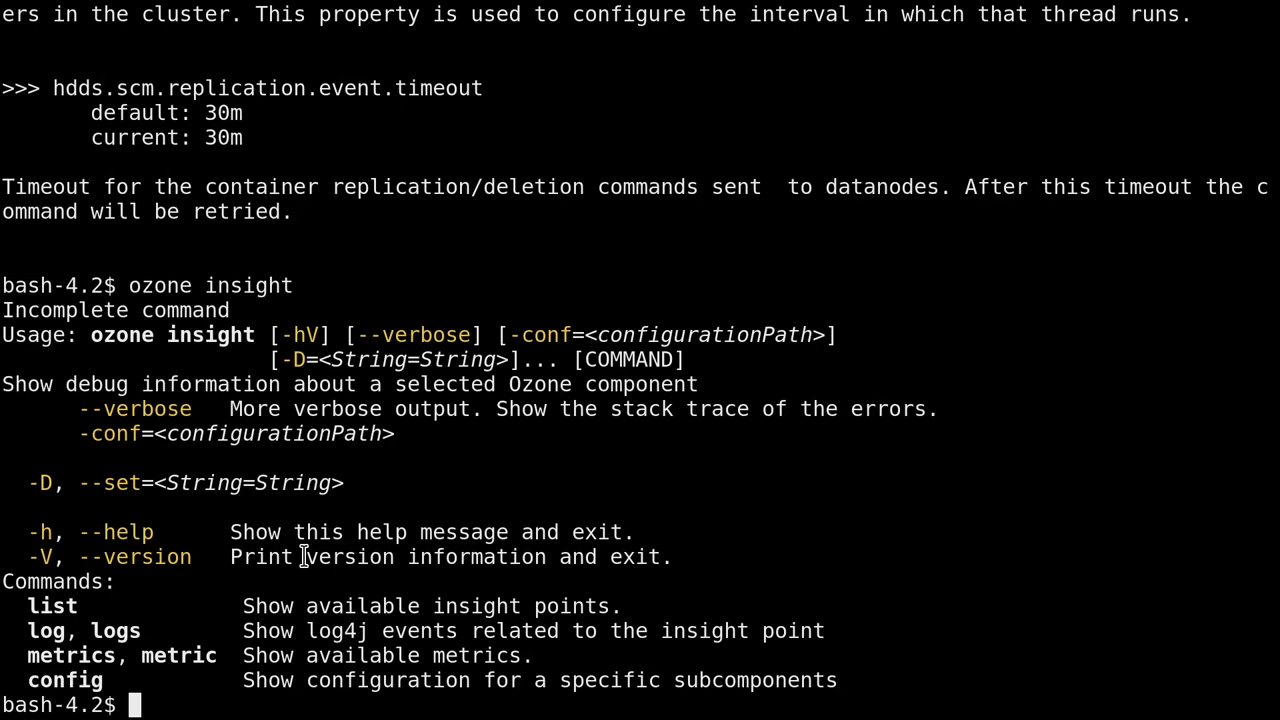 ers in the cluster. This property is used to configure the interval in which that thread runs.
>>> hdds.scm.replication.event.timeout
default: 30m
current: 30m
Timeout for the container replication/deletion commands sent  to datanodes. After this timeout the c
ommand will be retried.
bash-4.2$ ozone insight
Incomplete command
Usage: ozone insight [-hV] [--verbose] [-conf=<configurationPath>]
[-D=<String=String>]... [COMMAND]
Show debug information about a selected Ozone component
--verbose   More verbose output. Show the stack trace of the errors.
-conf=<configurationPath>
-D, --set=<String=String>
-h, --help      Show this help message and exit.
-V, --version   Print version information and exit.
Commands:
list             Show available insight points.
log, logs        Show log4j events related to the insight point
metrics, metric  Show available metrics.
config           Show configuration for a specific subcomponents
bash-4.2$